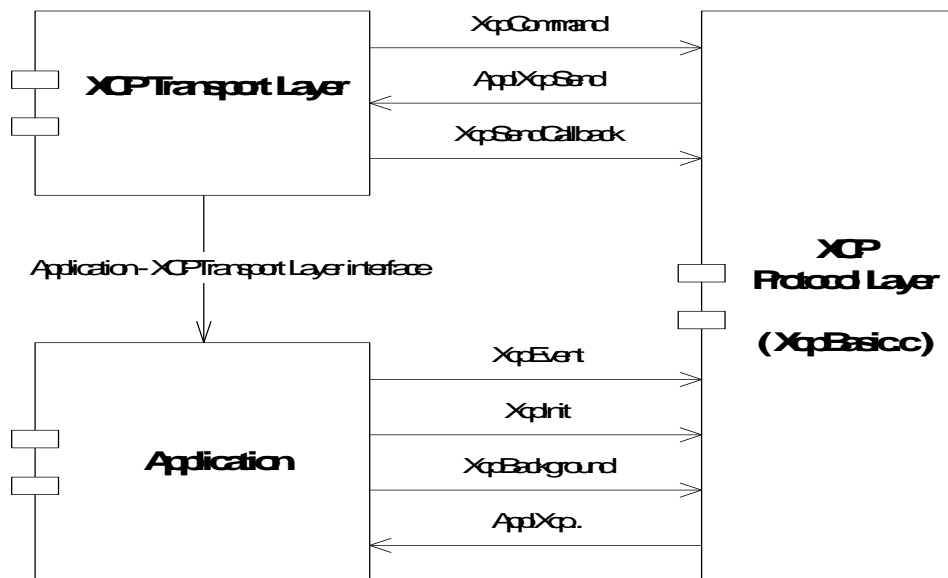 XcpCommand
XCP Transport Layer
ApplXcpSend
XcpSendCallback
Application - XCP Transport Layer interface
XCP
Protocol Layer
( XcpBasic.c )
XcpEvent
XcpInit
Application
XcpBackground
ApplXcp..